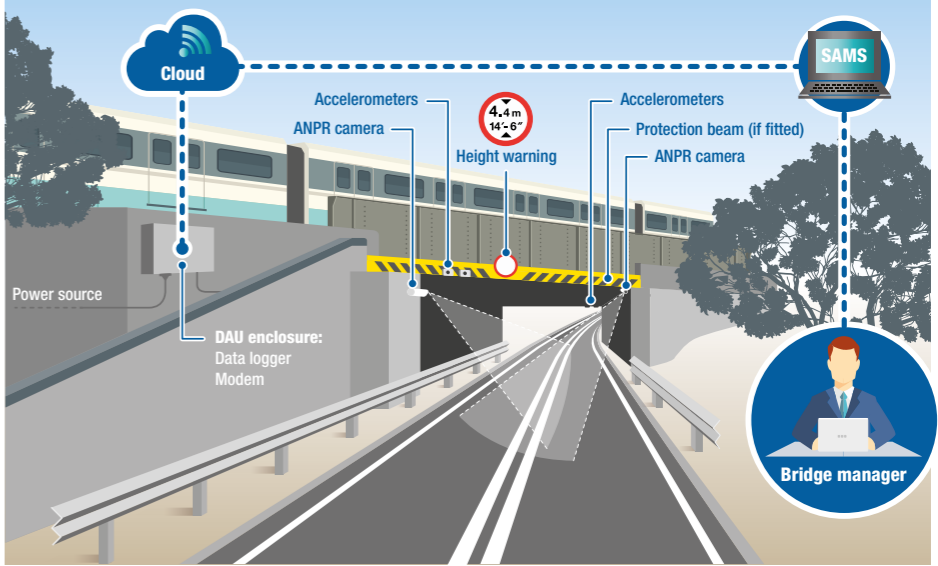 Cloud
SAMS
Accelerometers
ANPR camera
4.4m
14'-6"
Height warning
Accelerometers
Protection beam (if fitted)
ANPR camera
Power source
DAU enclosure:
Data logger
Modem
Bridge manager